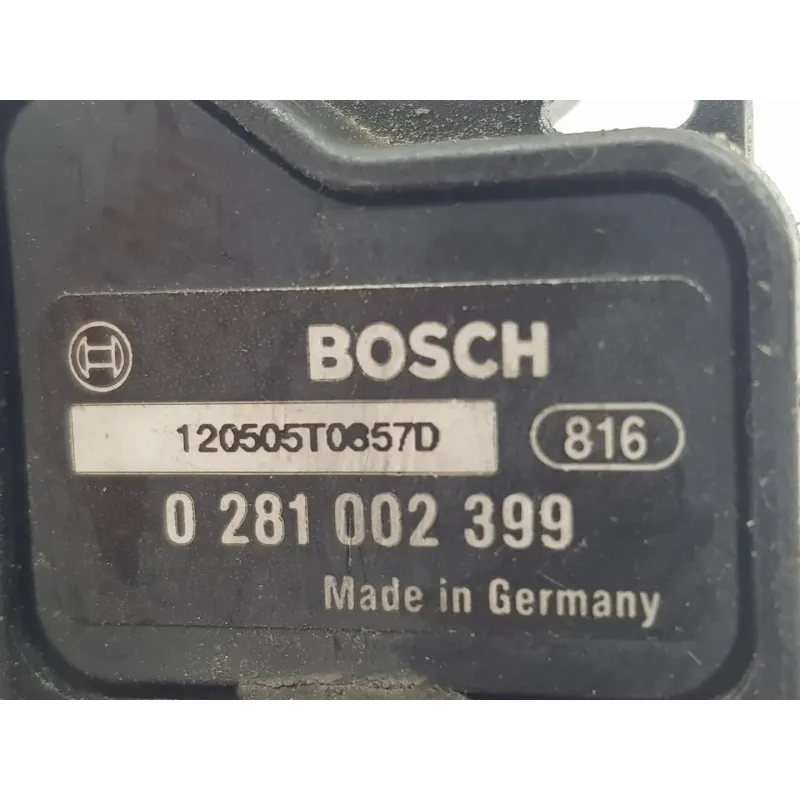 BOSCH
120505T0857D 816
0 281 002 399
Made in Germany